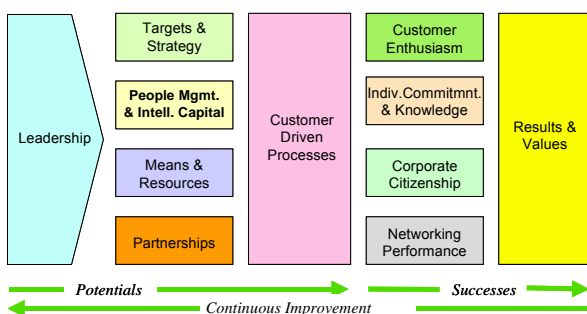 Leadership
Targets &
Strategy
People Mgmt.
& Intell. Capital
Means &
Resources
Partnerships
Customer
Driven
Processes
Customer
Enthusiasm
Indiv.Commitmnt.
& Knowledge
Corporate
Citizenship
Networking
Performance
Results
& Values
Potentials
Successes
Continuous Improvement